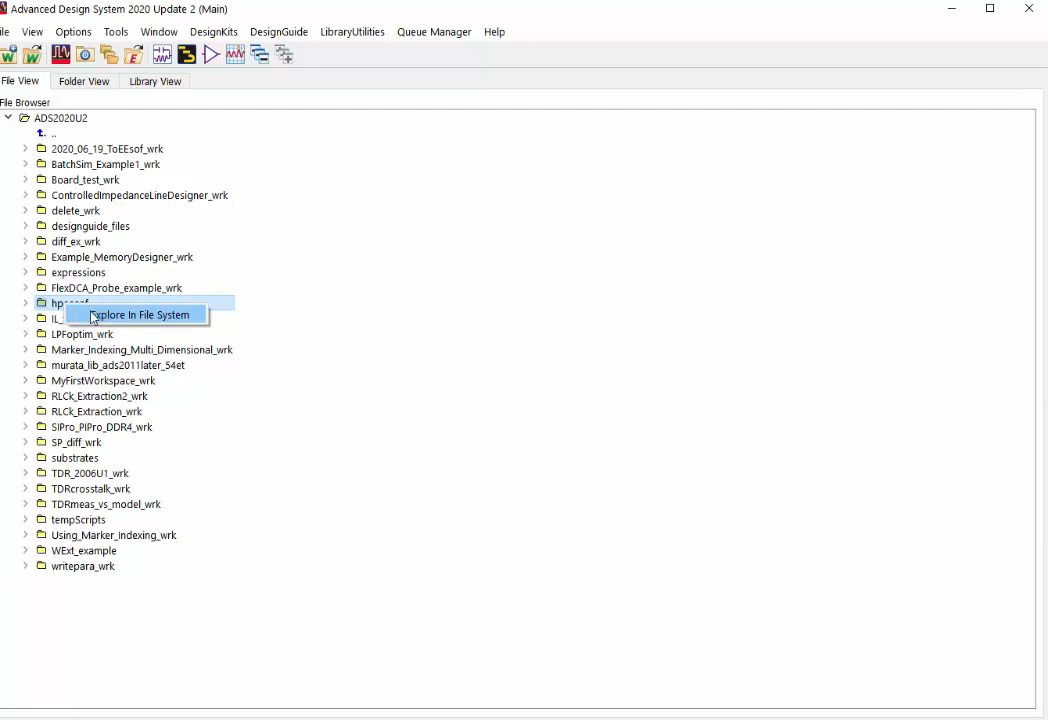 Advanced Design System 2020 Update 2 (Main)
ile View Options Tools Window DesignKits DesignGuide LibraryUtilities Queue Manager Help
File View Folder View Library View
File Browser
ADS2020U2
..
2020_06_19_ToEEsof_wrk
BatchSim_Example1_wrk
Board_test_wrk
ControlledImpedanceLineDesigner_wrk
delete_wrk
designguide_files
diff_ex_wrk
Example_MemoryDesigner_wrk
expressions
FlexDCA_Probe_example_wrk
Explore In File System
IL_
LPFoptim_wrk
Marker_Indexing_Multi_Dimensional_wrk
murata_lib_ads2011later_54et
MyFirstWorkspace_wrk
RLCk_Extraction2_wrk
RLCk_Extraction_wrk
SIPro_PIPro_DDR4_wrk
SP_diff_wrk
substrates
TDR_2006U1_wrk
TDRcrosstalk_wrk
TDRmeas_vs_model_wrk
tempScripts
Using_Marker_Indexing_wrk
WExt_example
writepara_wrk